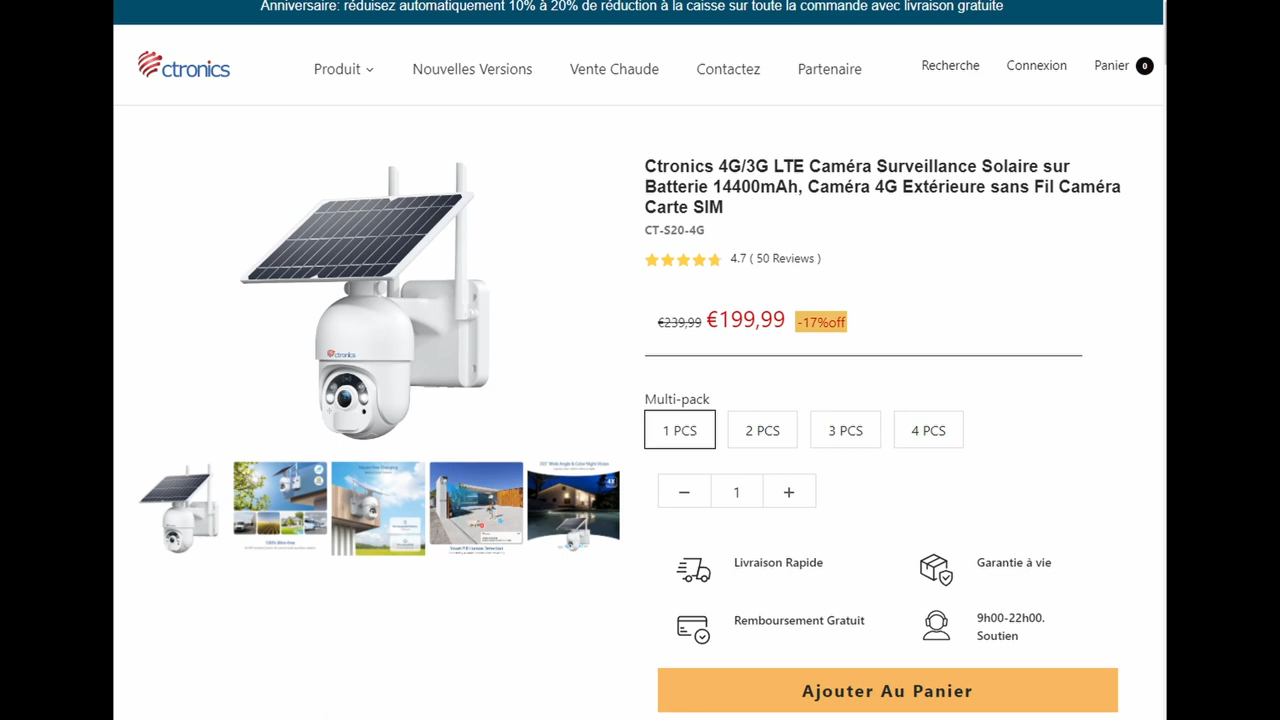 Anniversaire: réduisez automatiquement 10% à 20% de réduction à la caisse sur toute la commande avec livraison gratuite
ctronics
Produit
Nouvelles Versions
Vente Chaude
Contactez
Partenaire
Recherche
Connexion
Panier 0
Ctronics 4G/3G LTE Caméra Surveillance Solaire sur
Batterie 14400mAh, Caméra 4G Extérieure sans Fil Caméra
Carte SIM
CT-S20-4G
4.7 ( 50 Reviews )
€239,99 €199,99 -17%off
ctronics
Multi-pack
1 PCS
2 PCS
3 PCS
4 PCS
− 1 +
Livraison Rapide
Garantie à vie
Remboursement Gratuit
9h00-22h00.
Soutien
Ajouter Au Panier